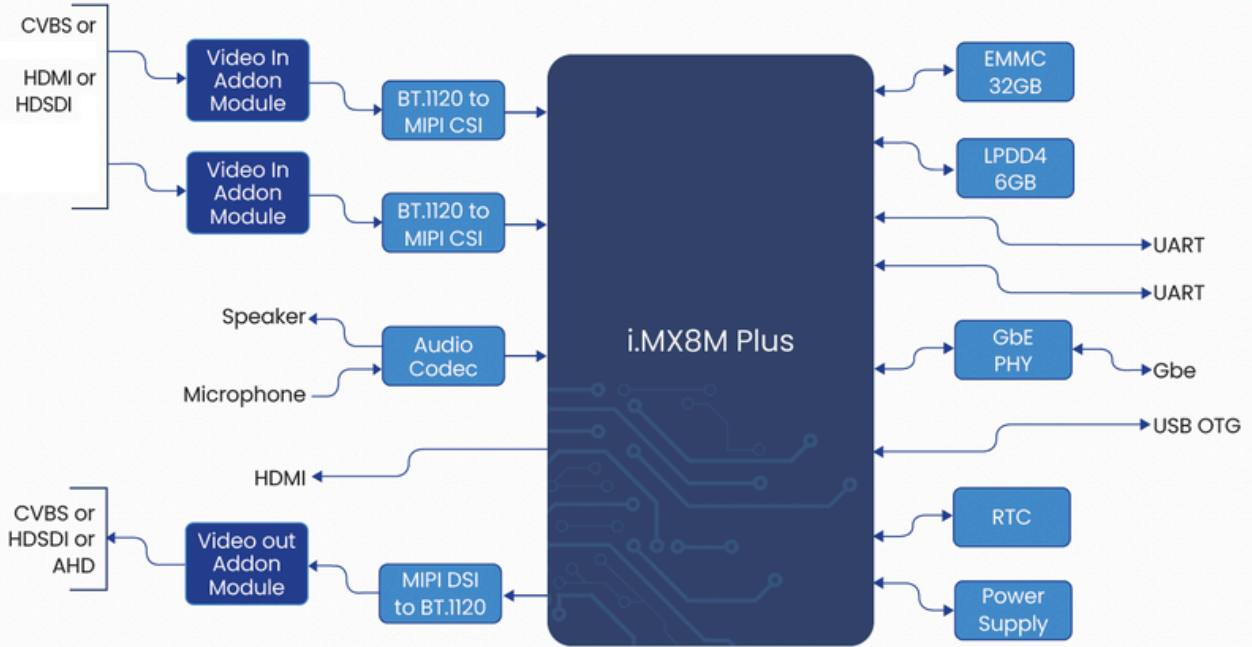 CVBS or
HDMI or
HDSDI
Video In
Addon
Module
BT.1120 to
MIPI CSI
Video In
Addon
Module
BT.1120 to
MIPI CSI
Speaker
Microphone
Audio
Codec
HDMI
CVBS or
HDSDI or
AHD
Video out
Addon
Module
MIPI DSI
to BT.1120
i.MX8M Plus
EMMC
32GB
LPDD4
6GB
UART
UART
GbE
PHY
Gbe
USB OTG
RTC
Power
Supply